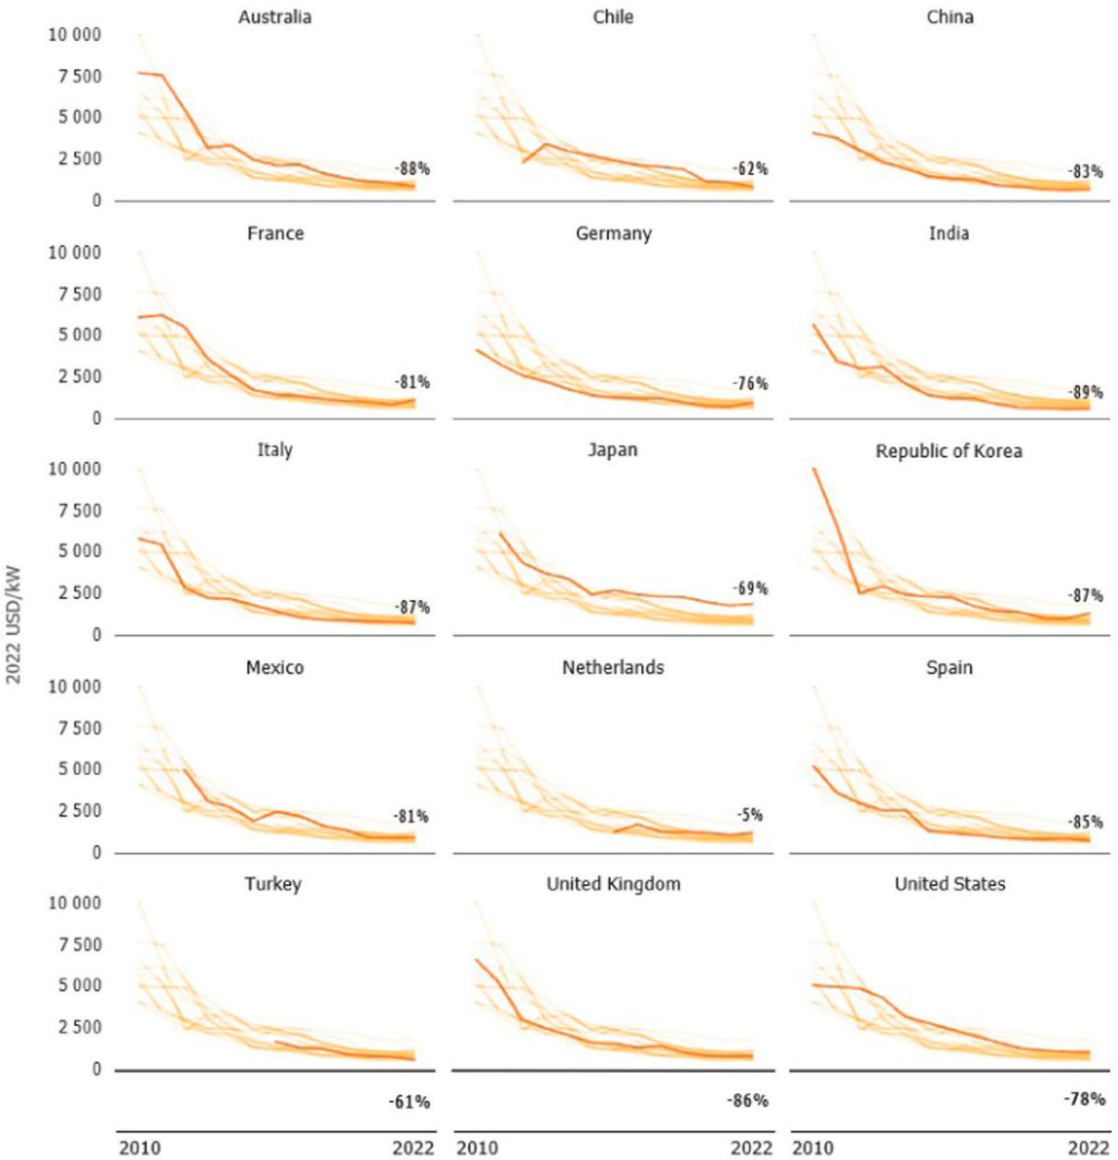 Australia Chile China
10 000
7 500
5 000
2 500
0
-88% -62% -83%
France Germany India
10 000
7 500
5 000
2 500
0
-81% -76% -89%
Italy Japan Republic of Korea
10 000
7 500
5 000
2 500
0
-87% -69% -87%
2022 USD/kW
Mexico Netherlands Spain
10 000
7 500
5 000
2 500
0
-81% -5% -85%
Turkey United Kingdom United States
10 000
7 500
5 000
2 500
0
-61% -86% -78%
2010 2022 2010 2022 2010 2022